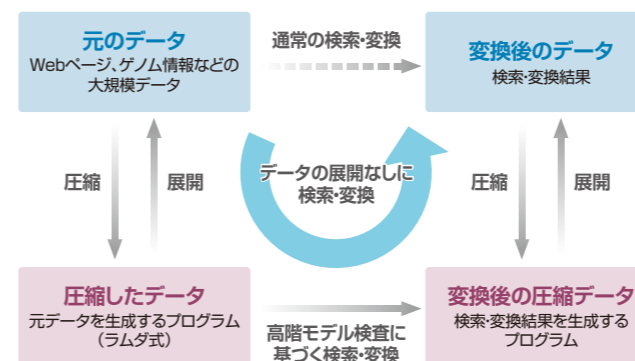 元のデータ
Webページ、ゲノム情報などの
大規模データ
通常の検索・変換
変換後のデータ
検索・変換結果
圧縮
展開
データの展開なしに
検索・変換
圧縮
展開
圧縮したデータ
元データを生成するプログラム
（ラムダ式）
高階モデル検査に
基づく検索・変換
変換後の圧縮データ
検索・変換結果を生成する
プログラム